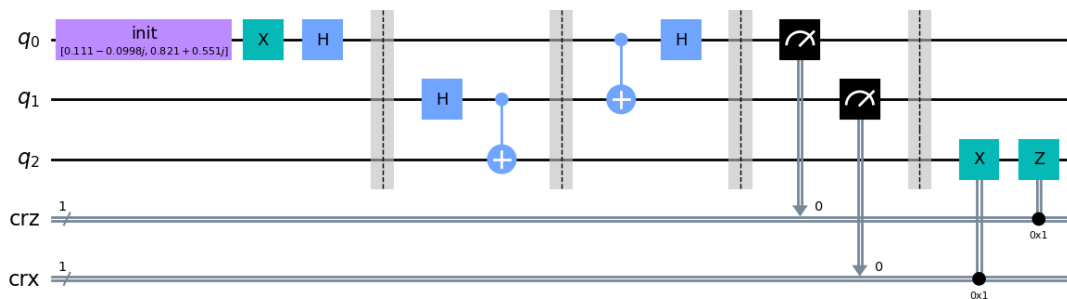 q0 init X H H
[0.111−0.0998j, 0.821+0.551j]
q1 H
q2 X Z
crz 1 0 0x1
crx 1 0 0x1